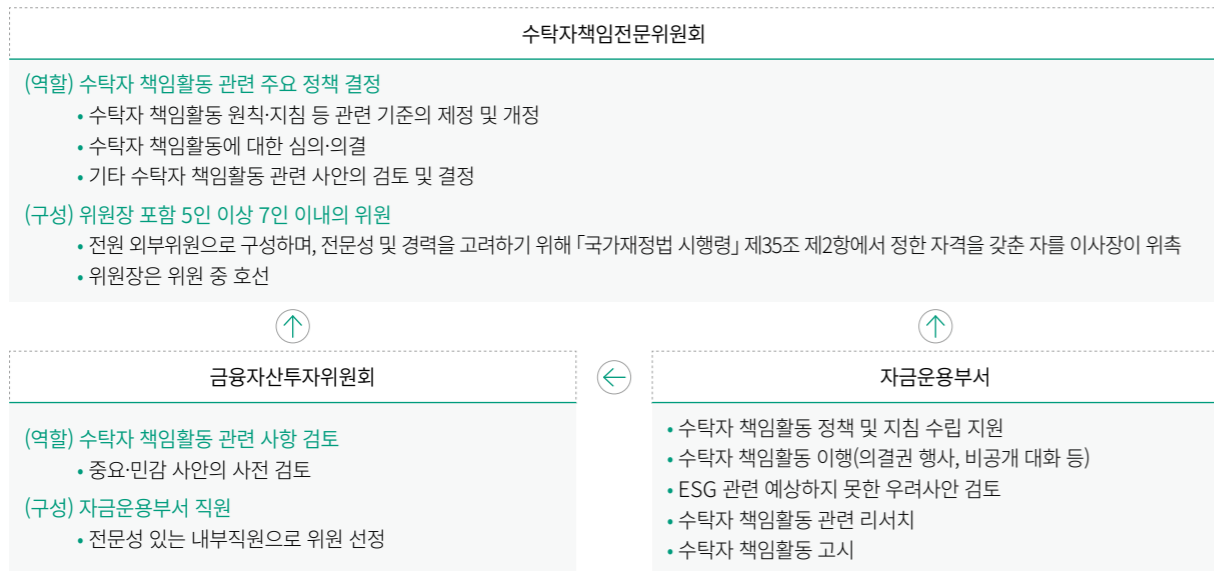 수탁자책임전문위원회
(역할) 수탁자 책임활동 관련 주요 정책 결정
• 수탁자 책임활동 원칙·지침 등 관련 기준의 제정 및 개정
• 수탁자 책임활동에 대한 심의·의결
• 기타 수탁자 책임활동 관련 사안의 검토 및 결정
(구성) 위원장 포함 5인 이상 7인 이내의 위원
• 전원 외부위원으로 구성하며, 전문성 및 경력을 고려하기 위해 「국가재정법 시행령」 제35조 제2항에서 정한 자격을 갖춘 자를 이사장이 위촉
• 위원장은 위원 중 호선
금융자산투자위원회
(역할) 수탁자 책임활동 관련 사항 검토
• 중요·민감 사안의 사전 검토
(구성) 자금운용부서 직원
• 전문성 있는 내부직원으로 위원 선정
자금운용부서
• 수탁자 책임활동 정책 및 지침 수립 지원
• 수탁자 책임활동 이행(의결권 행사, 비공개 대화 등)
• ESG 관련 예상하지 못한 우려사안 검토
• 수탁자 책임활동 관련 리서치
• 수탁자 책임활동 고시